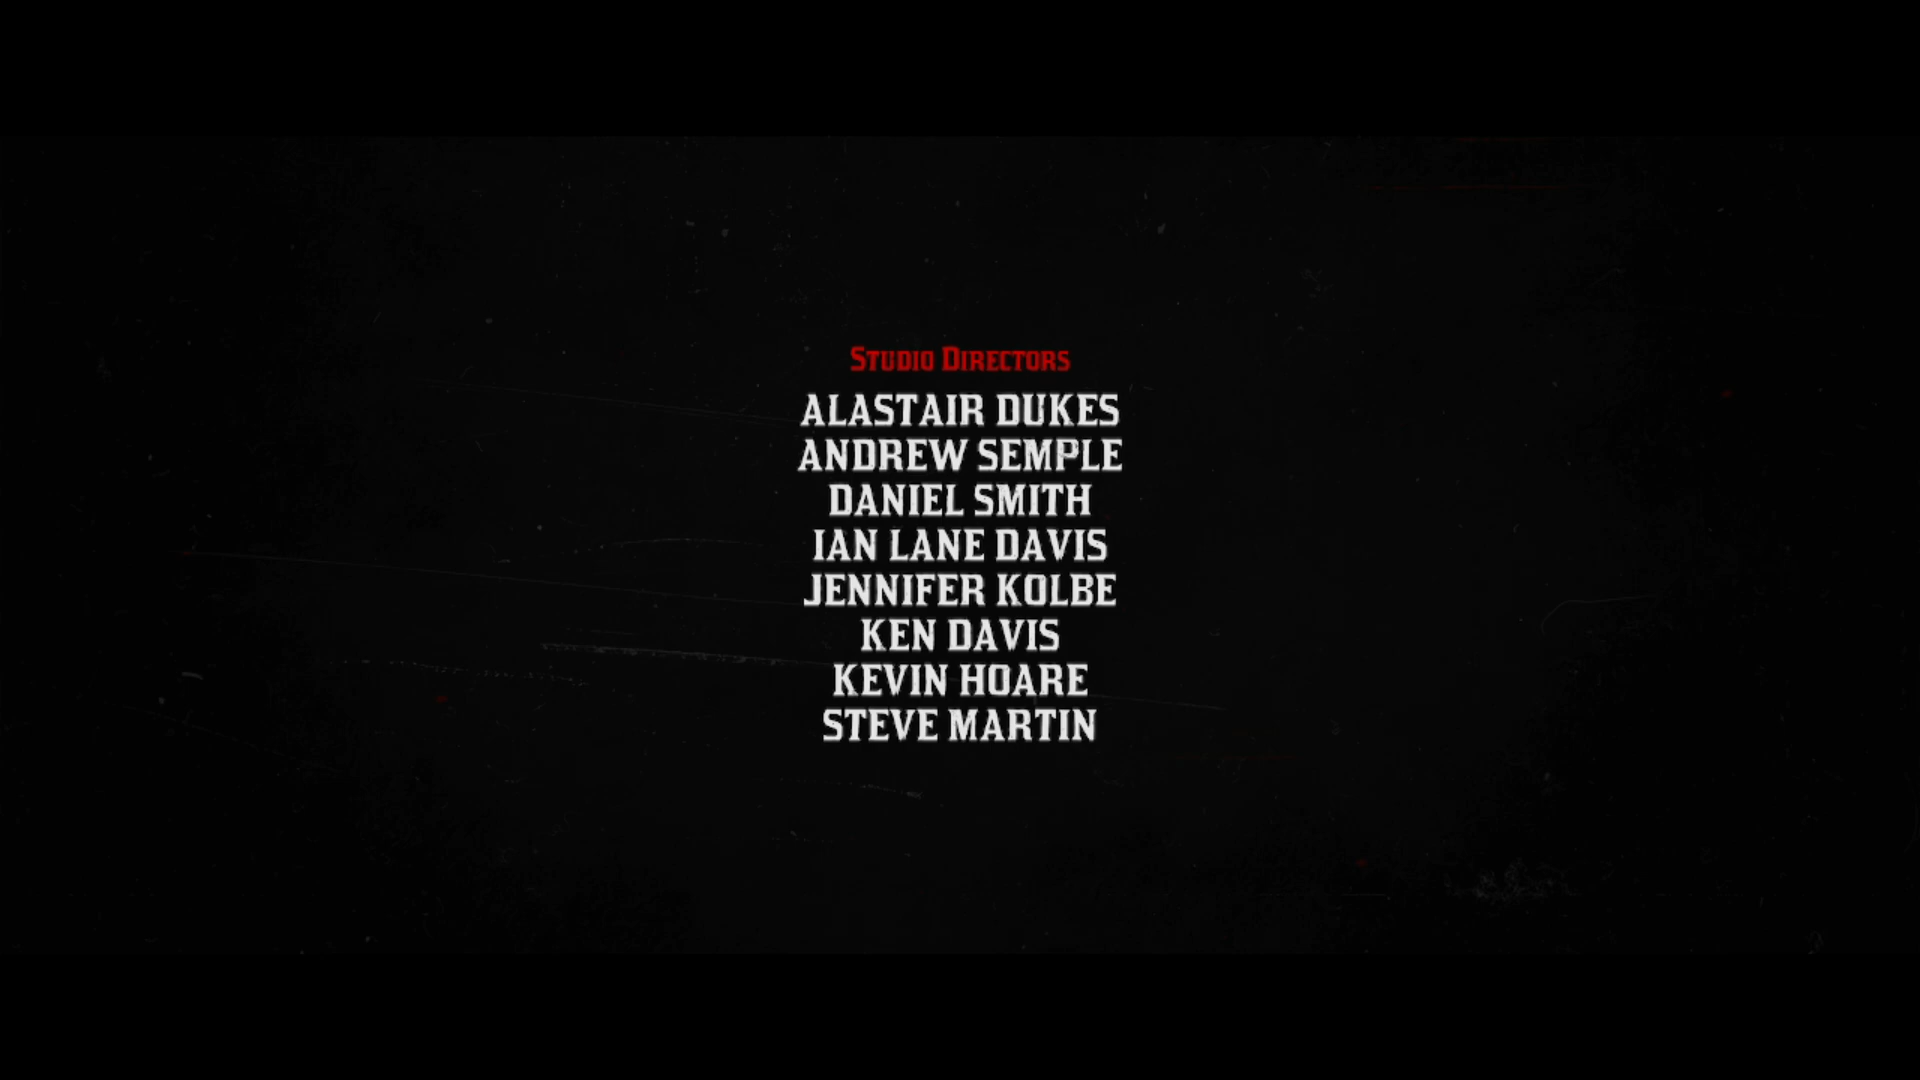 Studio Directors
ALASTAIR DUKES
ANDREW SEMPLE
DANIEL SMITH
IAN LANE DAVIS
JENNIFER KOLBE
KEN DAVIS
KEVIN HOARE
STEVE MARTIN